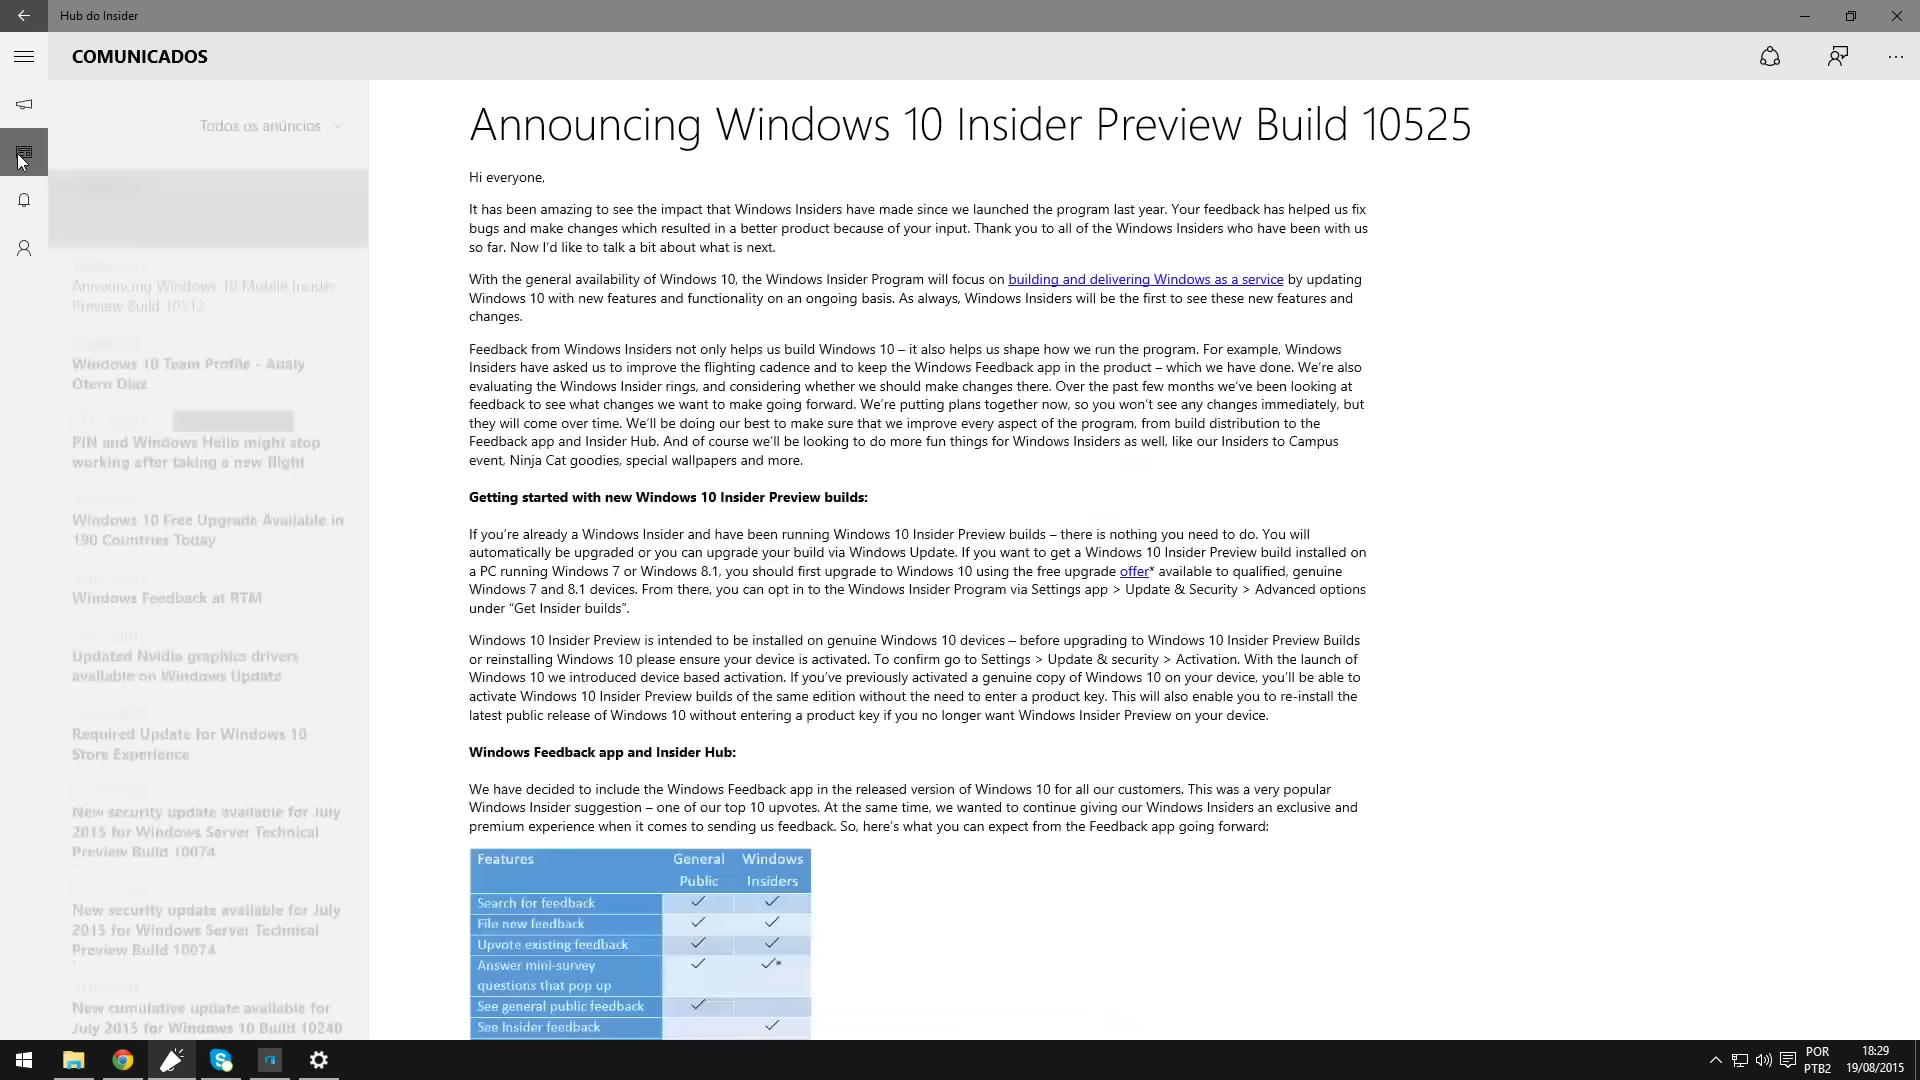 Hub do Insider
COMUNICADOS
Todos os anúncios
Announcing Windows 10 Mobile Insider
Preview Build 10512
Windows 10 Team Profile - Analy
Otero Diaz
PIN and Windows Hello might stop
working after taking a new flight
Windows 10 Free Upgrade Available in
190 Countries Today
Windows Feedback at RTM
Updated Nvidia graphics drivers
available on Windows Update
Required Update for Windows 10
Store Experience
New security update available for July
2015 for Windows Server Technical
Preview Build 10074
New security update available for July
2015 for Windows Server Technical
Preview Build 10074
New cumulative update available for
July 2015 for Windows 10 Build 10240
Announcing Windows 10 Insider Preview Build 10525
Hi everyone,
It has been amazing to see the impact that Windows Insiders have made since we launched the program last year. Your feedback has helped us fix
bugs and make changes which resulted in a better product because of your input. Thank you to all of the Windows Insiders who have been with us
so far. Now I’d like to talk a bit about what is next.
With the general availability of Windows 10, the Windows Insider Program will focus on building and delivering Windows as a service by updating
Windows 10 with new features and functionality on an ongoing basis. As always, Windows Insiders will be the first to see these new features and
changes.
Feedback from Windows Insiders not only helps us build Windows 10 – it also helps us shape how we run the program. For example, Windows
Insiders have asked us to improve the flighting cadence and to keep the Windows Feedback app in the product – which we have done. We’re also
evaluating the Windows Insider rings, and considering whether we should make changes there. Over the past few months we’ve been looking at
feedback to see what changes we want to make going forward. We’re putting plans together now, so you won’t see any changes immediately, but
they will come over time. We’ll be doing our best to make sure that we improve every aspect of the program, from build distribution to the
Feedback app and Insider Hub. And of course we’ll be looking to do more fun things for Windows Insiders as well, like our Insiders to Campus
event, Ninja Cat goodies, special wallpapers and more.
Getting started with new Windows 10 Insider Preview builds:
If you’re already a Windows Insider and have been running Windows 10 Insider Preview builds – there is nothing you need to do. You will
automatically be upgraded or you can upgrade your build via Windows Update. If you want to get a Windows 10 Insider Preview build installed on
a PC running Windows 7 or Windows 8.1, you should first upgrade to Windows 10 using the free upgrade offer* available to qualified, genuine
Windows 7 and 8.1 devices. From there, you can opt in to the Windows Insider Program via Settings app > Update & Security > Advanced options
under “Get Insider builds”.
Windows 10 Insider Preview is intended to be installed on genuine Windows 10 devices – before upgrading to Windows 10 Insider Preview Builds
or reinstalling Windows 10 please ensure your device is activated. To confirm go to Settings > Update & security > Activation. With the launch of
Windows 10 we introduced device based activation. If you’ve previously activated a genuine copy of Windows 10 on your device, you’ll be able to
activate Windows 10 Insider Preview builds of the same edition without the need to enter a product key. This will also enable you to re-install the
latest public release of Windows 10 without entering a product key if you no longer want Windows Insider Preview on your device.
Windows Feedback app and Insider Hub:
We have decided to include the Windows Feedback app in the released version of Windows 10 for all our customers. This was a very popular
Windows Insider suggestion – one of our top 10 upvotes. At the same time, we wanted to continue giving our Windows Insiders an exclusive and
premium experience when it comes to sending us feedback. So, here’s what you can expect from the Feedback app going forward:
Features General Windows
Public Insiders
Search for feedback ✓ ✓
File new feedback ✓ ✓
Upvote existing feedback ✓ ✓
Answer mini-survey ✓ ✓*
questions that pop up
See general public feedback ✓
See Insider feedback ✓
POR 18:29
PTB2 19/08/2015